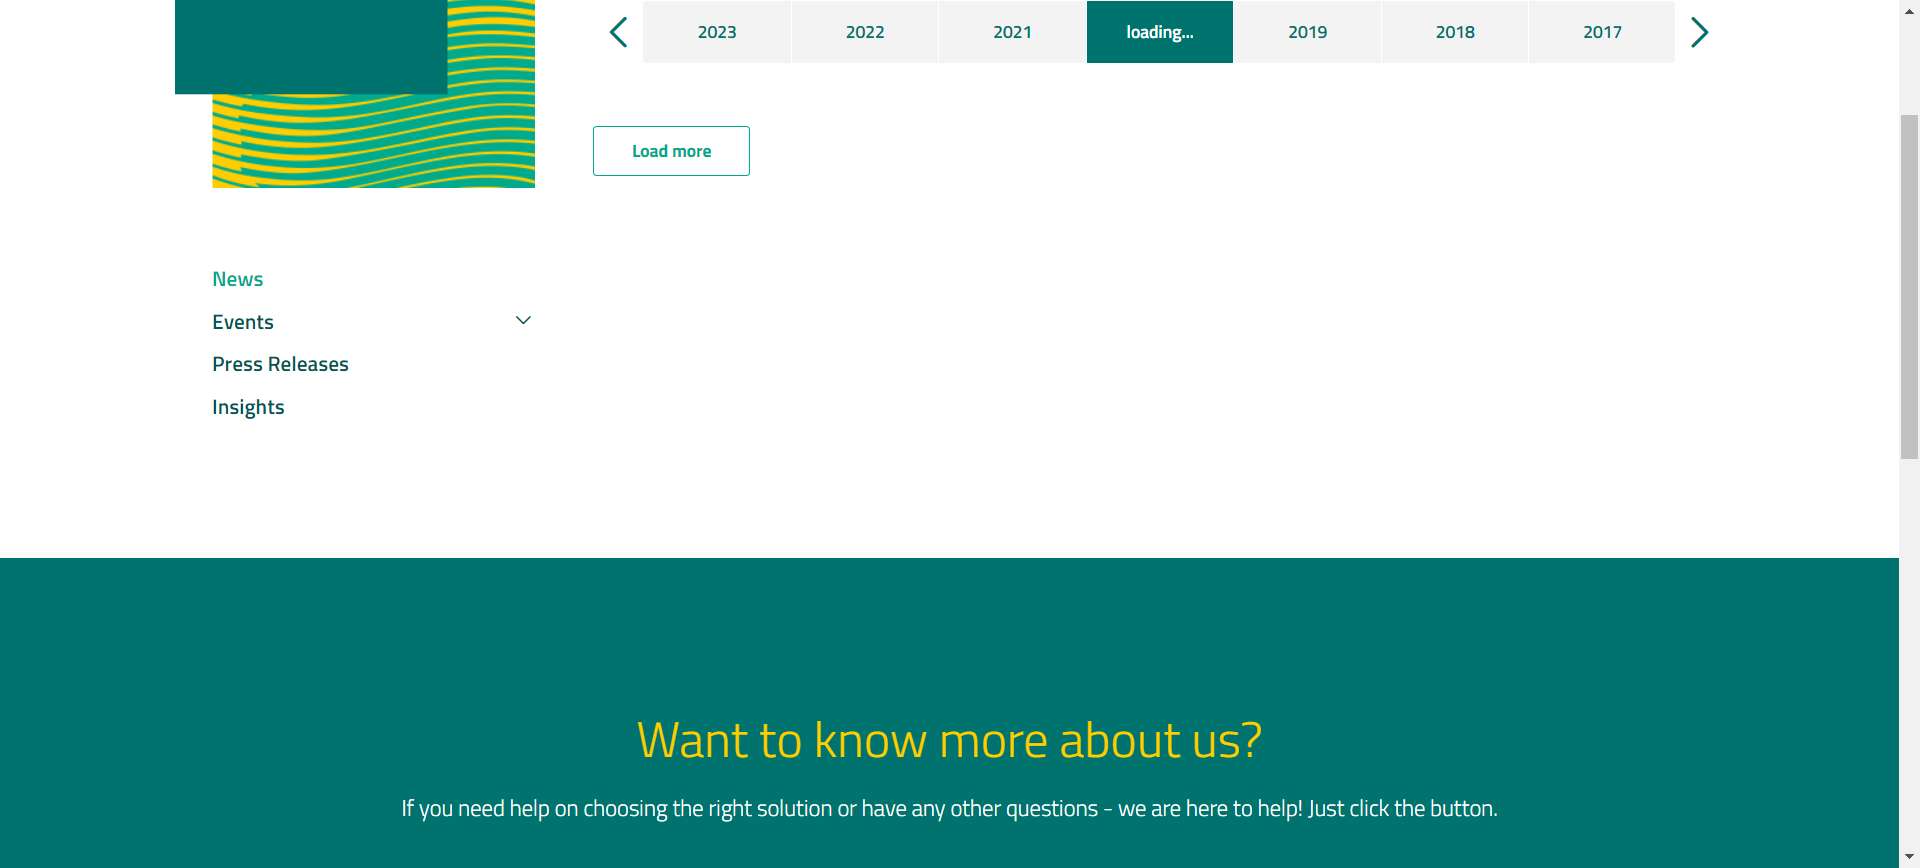 2023 2022 2021 loading... 2019 2018 2017
Load more
News
Events
Press Releases
Insights
Want to know more about us?
If you need help on choosing the right solution or have any other questions - we are here to help! Just click the button.